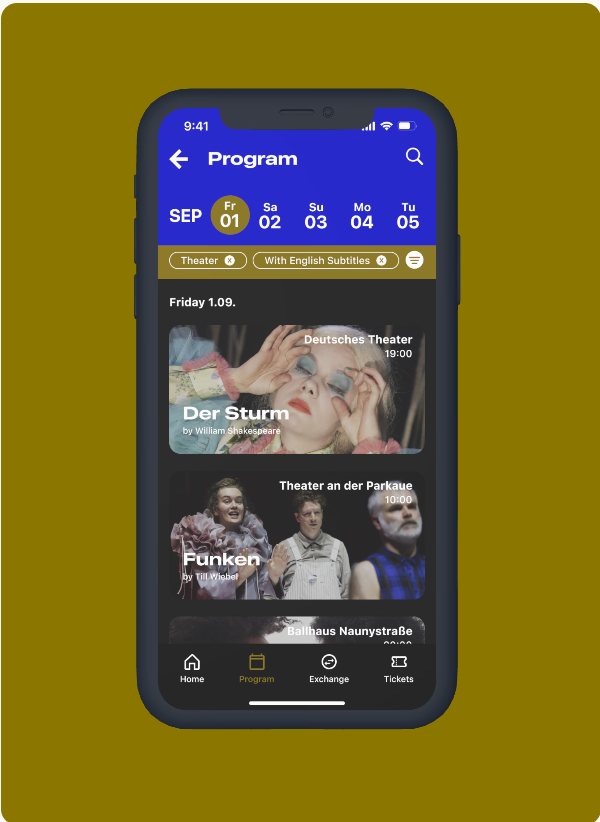 9:41
Program
SEP
Fr
01
Sa
02
Su
03
Mo
04
Tu
05
Theater
With English Subtitles
Friday 1.09.
Deutsches Theater
19:00
Der Sturm
by William Shakespeare
Theater an der Parkaue
10:00
Funken
by Till Wiebel
Ballhaus Naunystraße
Home
Program
Exchange
Tickets